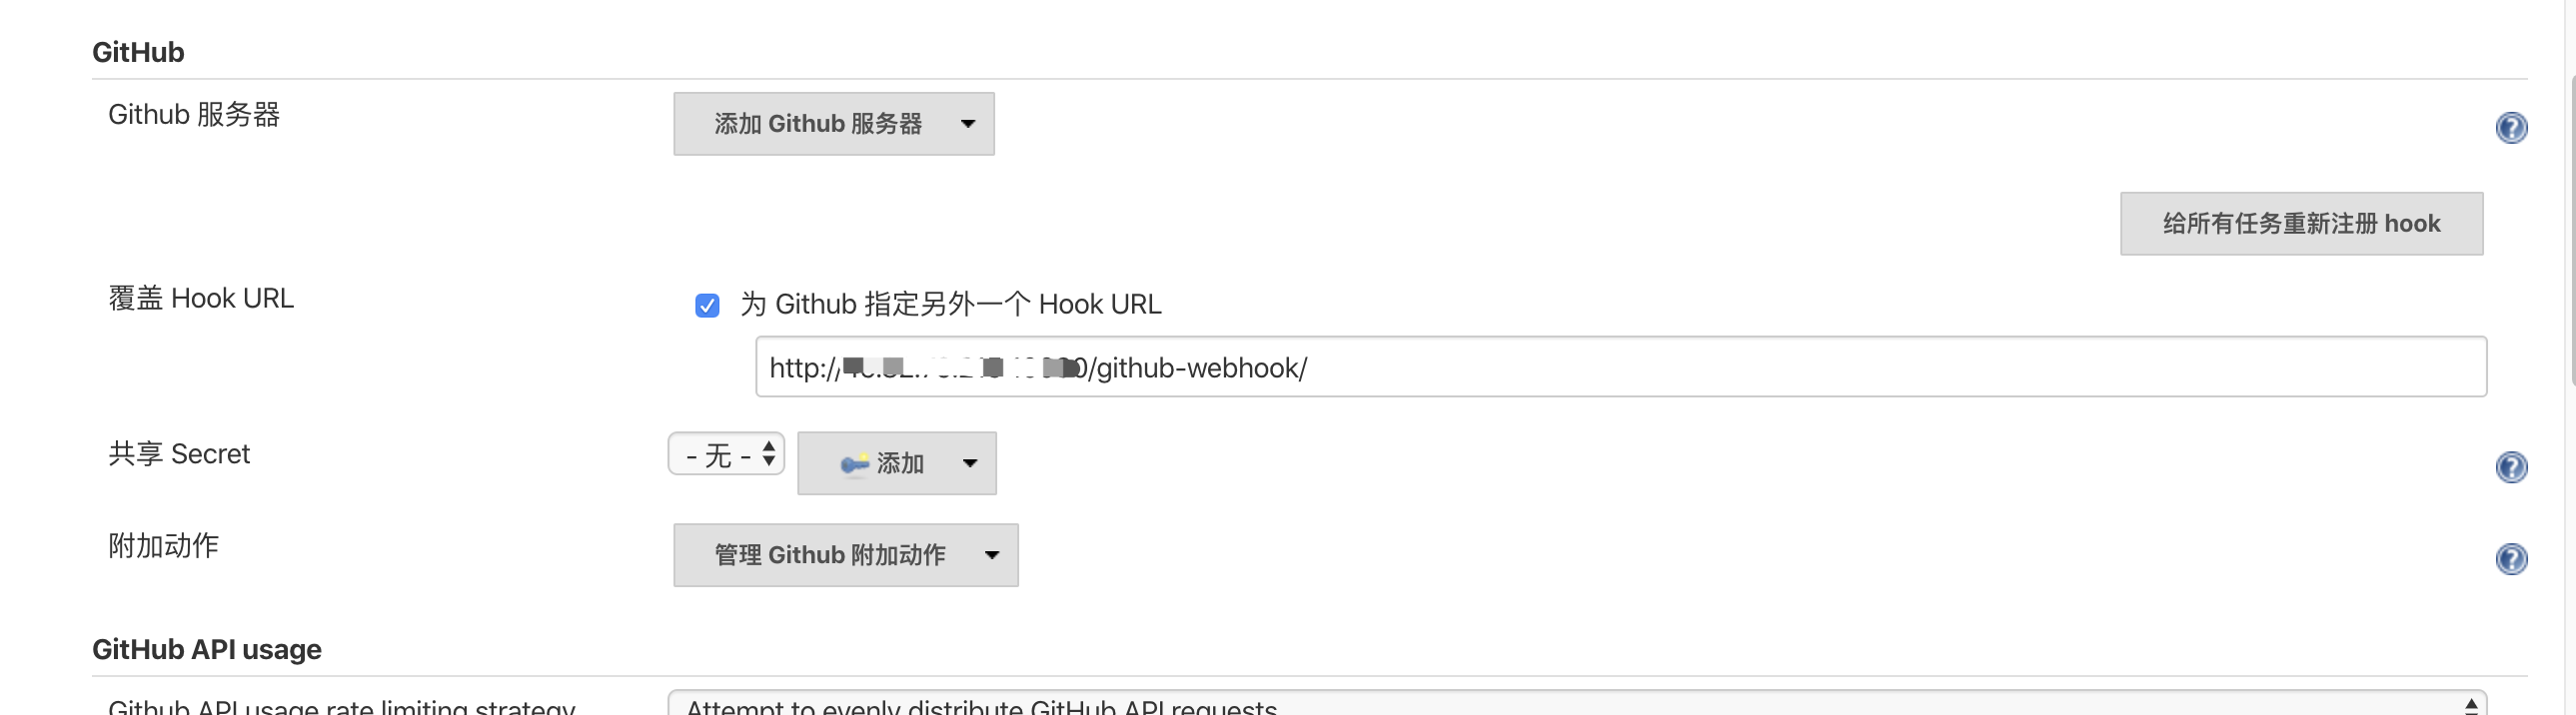 GitHub
Github 服务器
添加 Github 服务器
给所有任务重新注册 hook
覆盖 Hook URL
为 Github 指定另外一个 Hook URL
http:// /github-webhook/
共享 Secret
- 无 -
添加
附加动作
管理 Github 附加动作
GitHub API usage
Github API usage rate limiting strategy
Attempt to evenly distribute GitHub API requests